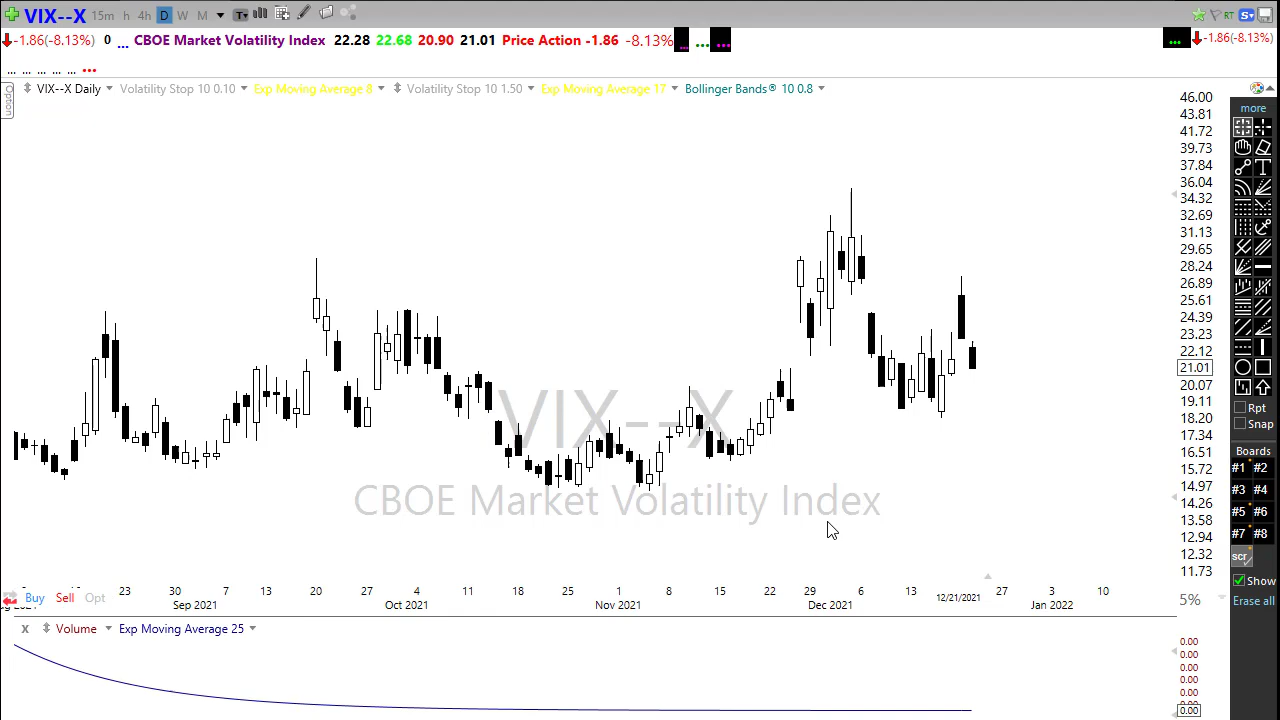 VIX--X 15m h 4h D W M T RT S
-1.86(-8.13%) 0 ... CBOE Market Volatility Index 22.28 22.68 20.90 21.01 Price Action -1.86 -8.13% ... ... ... ... -1.86(-8.13%)
... ... ... ... ... ...
Option
VIX--X Daily Volatility Stop 10 0.10 Exp Moving Average 8 Volatility Stop 10 1.50 Exp Moving Average 17 Bollinger Bands® 10 0.8
46.00
43.81
41.72
39.73
37.84
36.04
34.32
32.69
31.13
29.65
28.24
26.89
25.61
24.39
23.23
22.12
21.01
20.07
19.11
18.20
17.34
16.51
15.72
14.97
14.26
13.58
12.94
12.32
11.73
more
T
Rpt
Snap
Boards
#1 #2
#3 #4
#5 #6
#7 #8
scr
Show
Erase all
VIX--X
CBOE Market Volatility Index
23 30 7 13 20 27 4 11 18 25 1 8 15 22 29 6 13 12/21/2021 27 3 10
Sep 2021 Oct 2021 Nov 2021 Dec 2021 Jan 2022
Buy Sell Opt
5%
x Volume Exp Moving Average 25
0.00
0.00
0.00
0.00
0.00
0.00